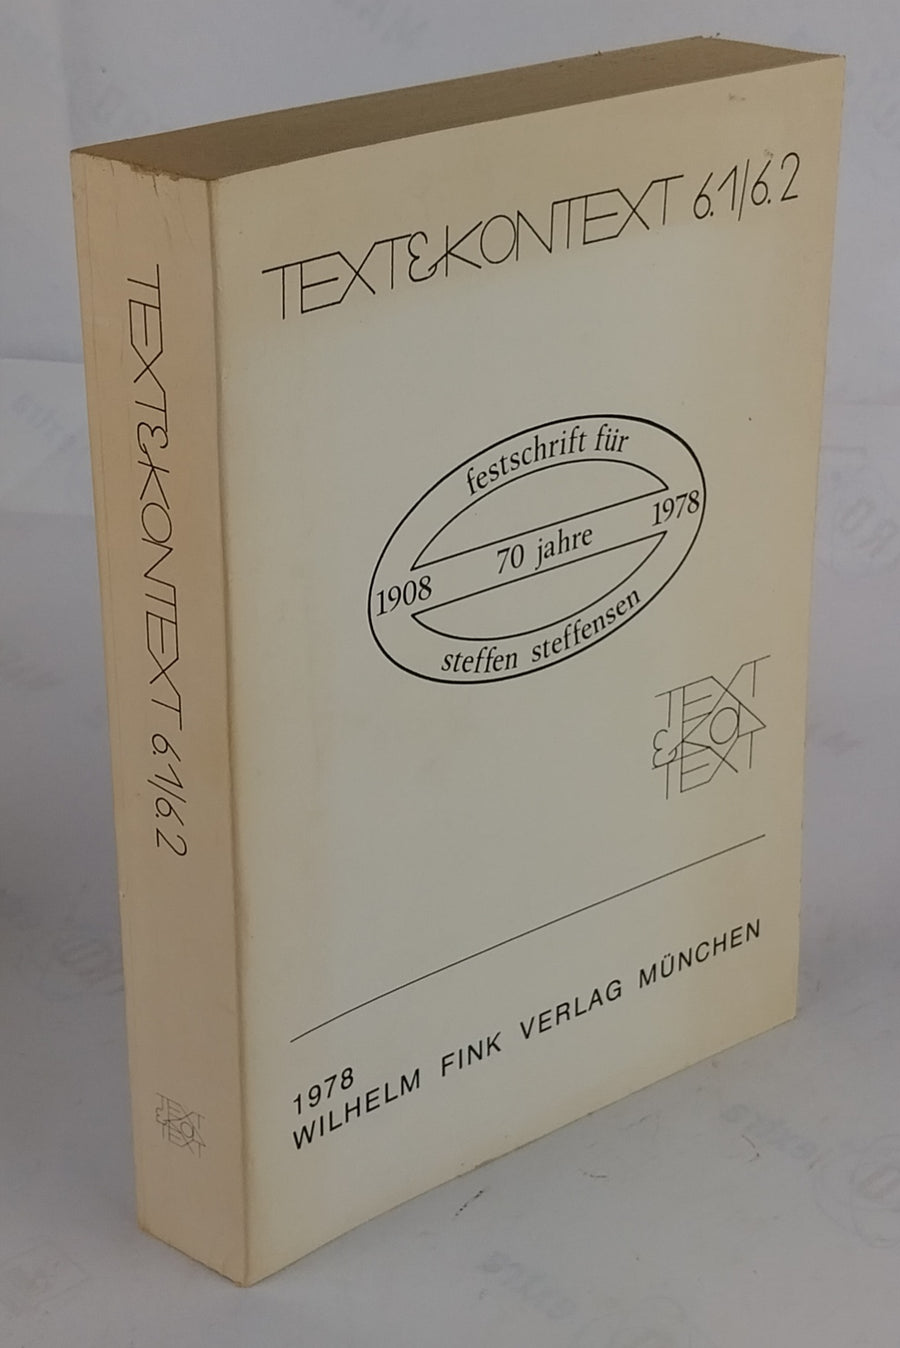 TEXT&KONTEXT 6.1/6.2
festschrift für
1908 70 jahre 1978
steffen steffensen
TEXT
&KON
TEXT
1978
WILHELM FINK VERLAG MÜNCHEN
TEXT&KONTEXT 6.1/6.2
TEXT
&KON
TEXT